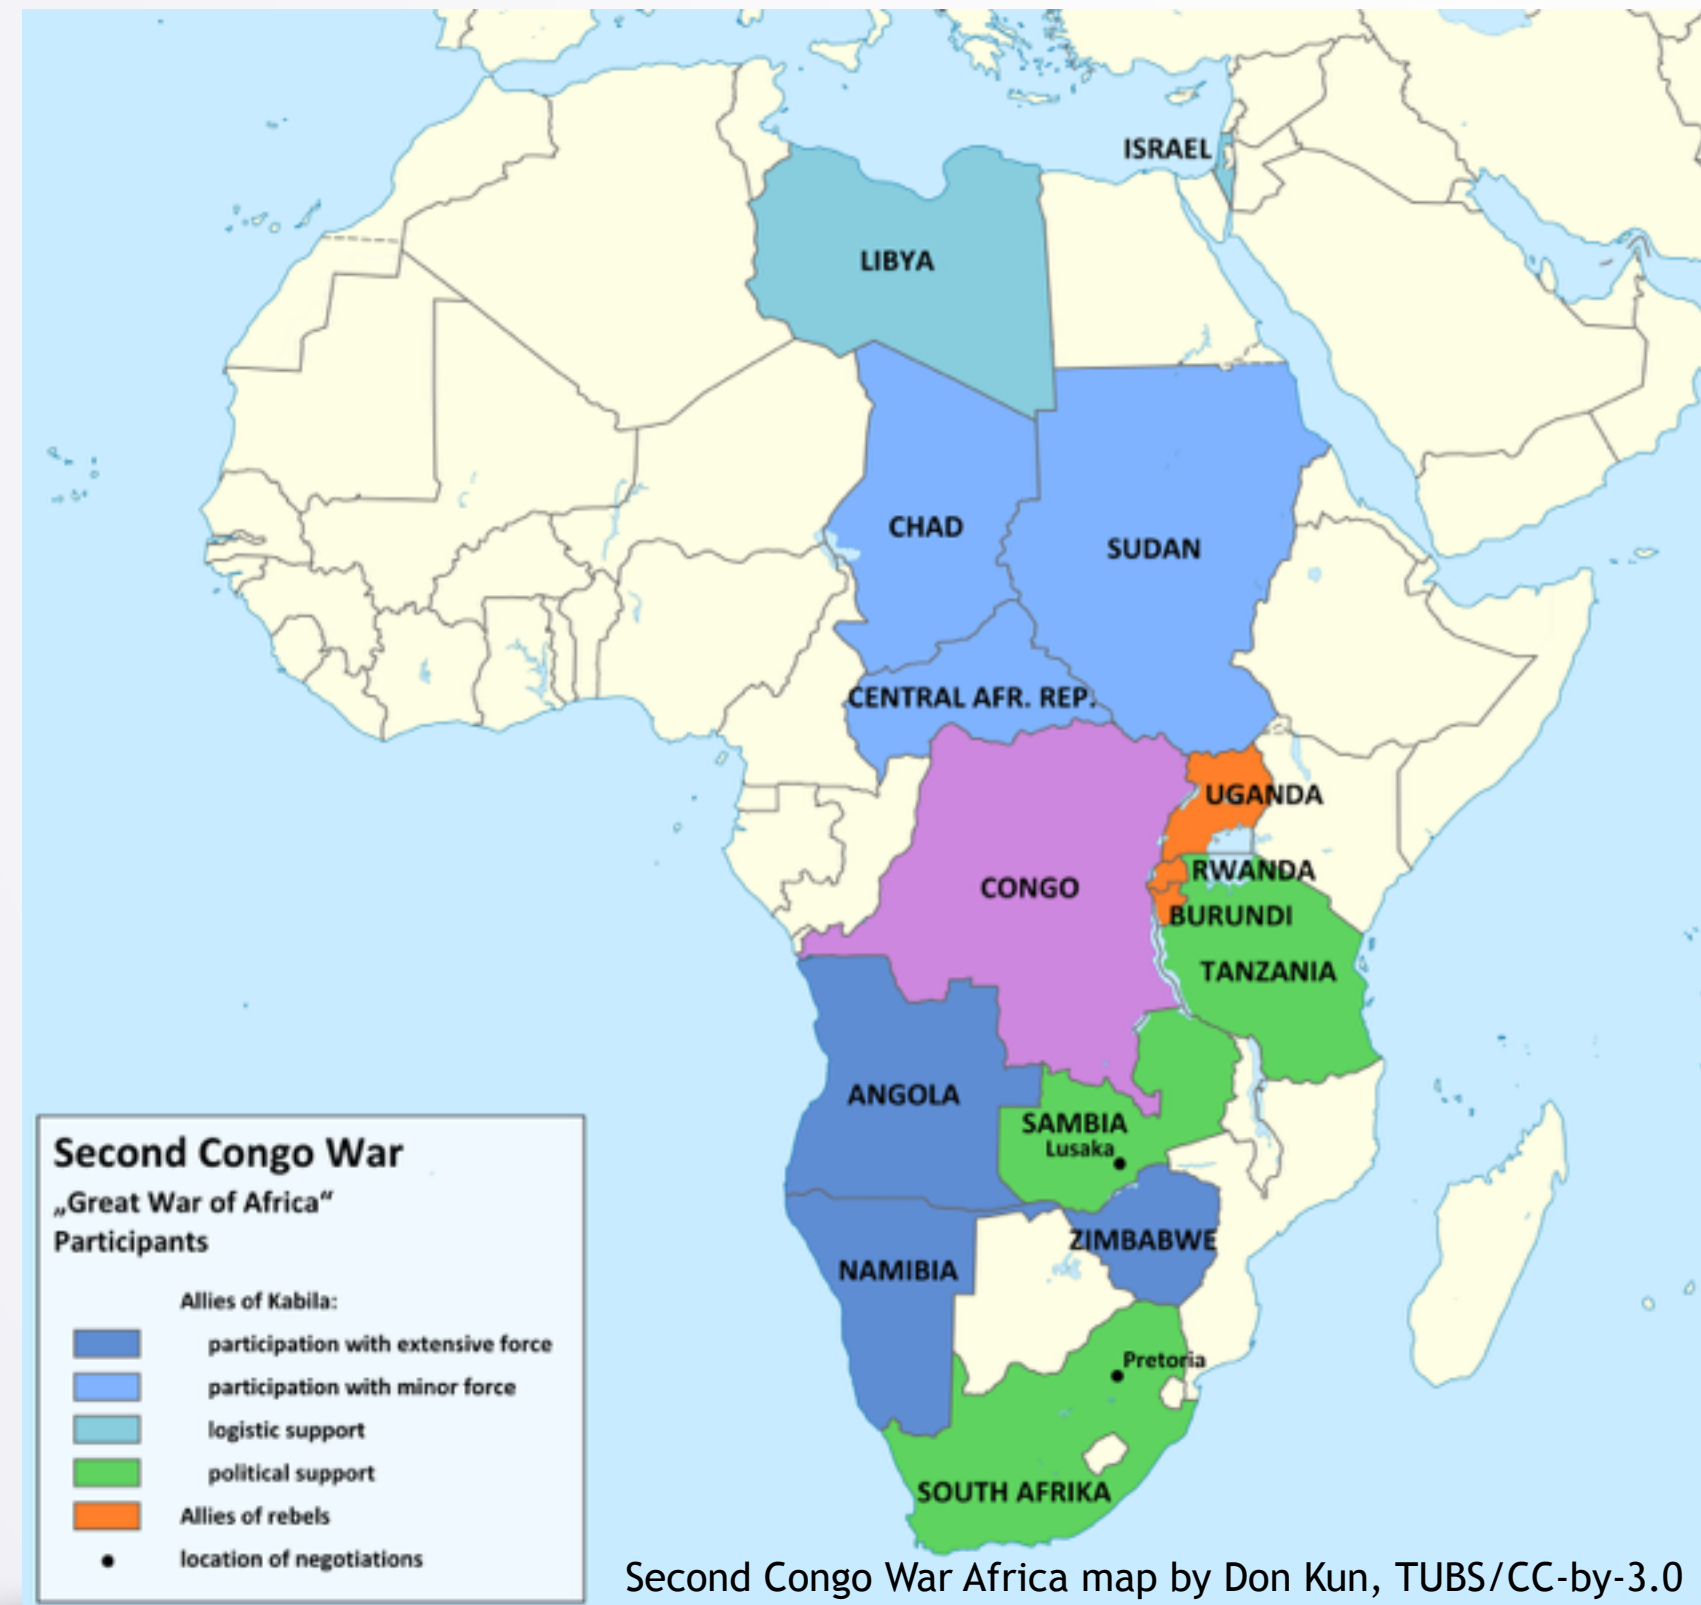 ISRAEL
LIBYA
CHAD
SUDAN
CENTRAL AFR. REP.
UGANDA
CONGO
RWANDA
BURUNDI
TANZANIA
ANGOLA
SAMBIA
Lusaka
ZIMBABWE
NAMIBIA
Pretoria
SOUTH AFRIKA
Second Congo War
„Great War of Africa“
Participants
Allies of Kabila:
participation with extensive force
participation with minor force
logistic support
political support
Allies of rebels
location of negotiations
Second Congo War Africa map by Don Kun, TUBS/CC-by-3.0